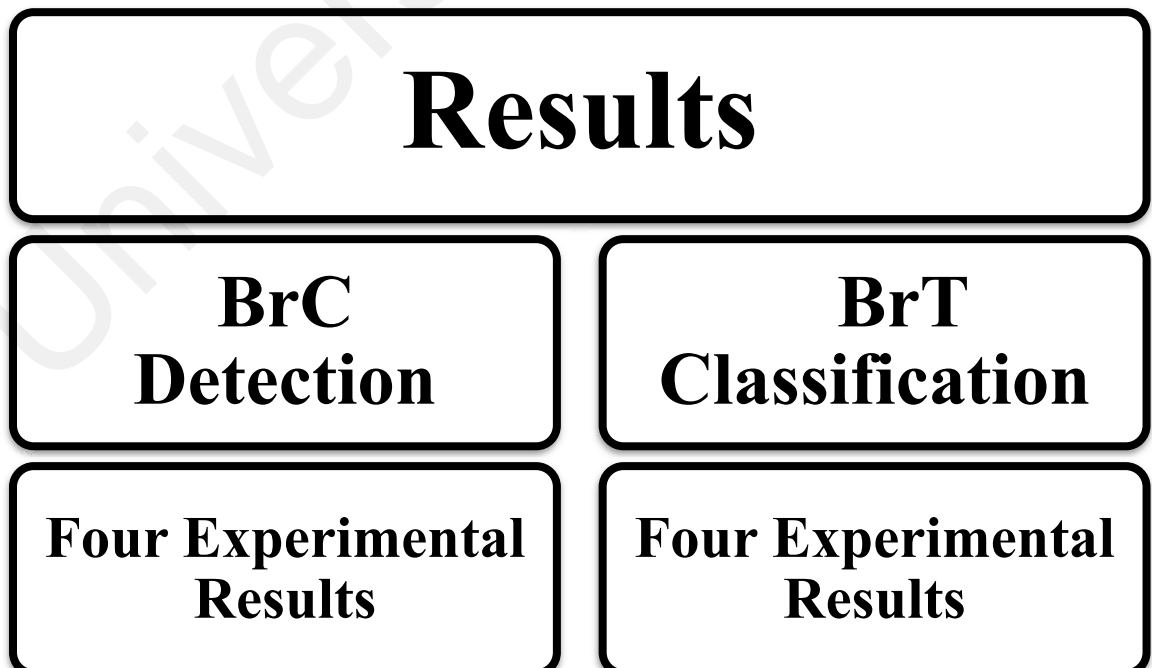 Results
BrC
Detection
BrT
Classification
Four Experimental
Results
Four Experimental
Results